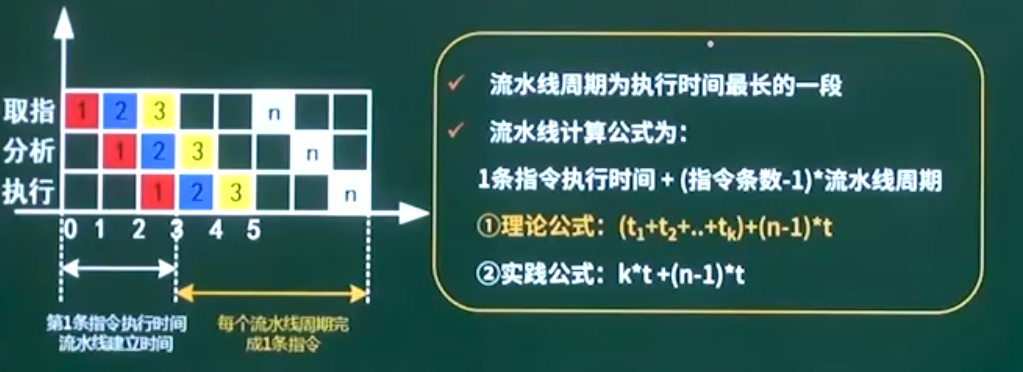 取指 1 2 3 n
分析 1 2 3 n
执行 1 2 3 n
0 1 2 3 4 5
第1条指令执行时间
流水线建立时间
每个流水线周期完
成1条指令
✓ 流水线周期为执行时间最长的一段
✓ 流水线计算公式为：
1条指令执行时间 + (指令条数-1)*流水线周期
①理论公式：(t₁+t₂+..+tₖ)+(n-1)*t
②实践公式：k*t +(n-1)*t